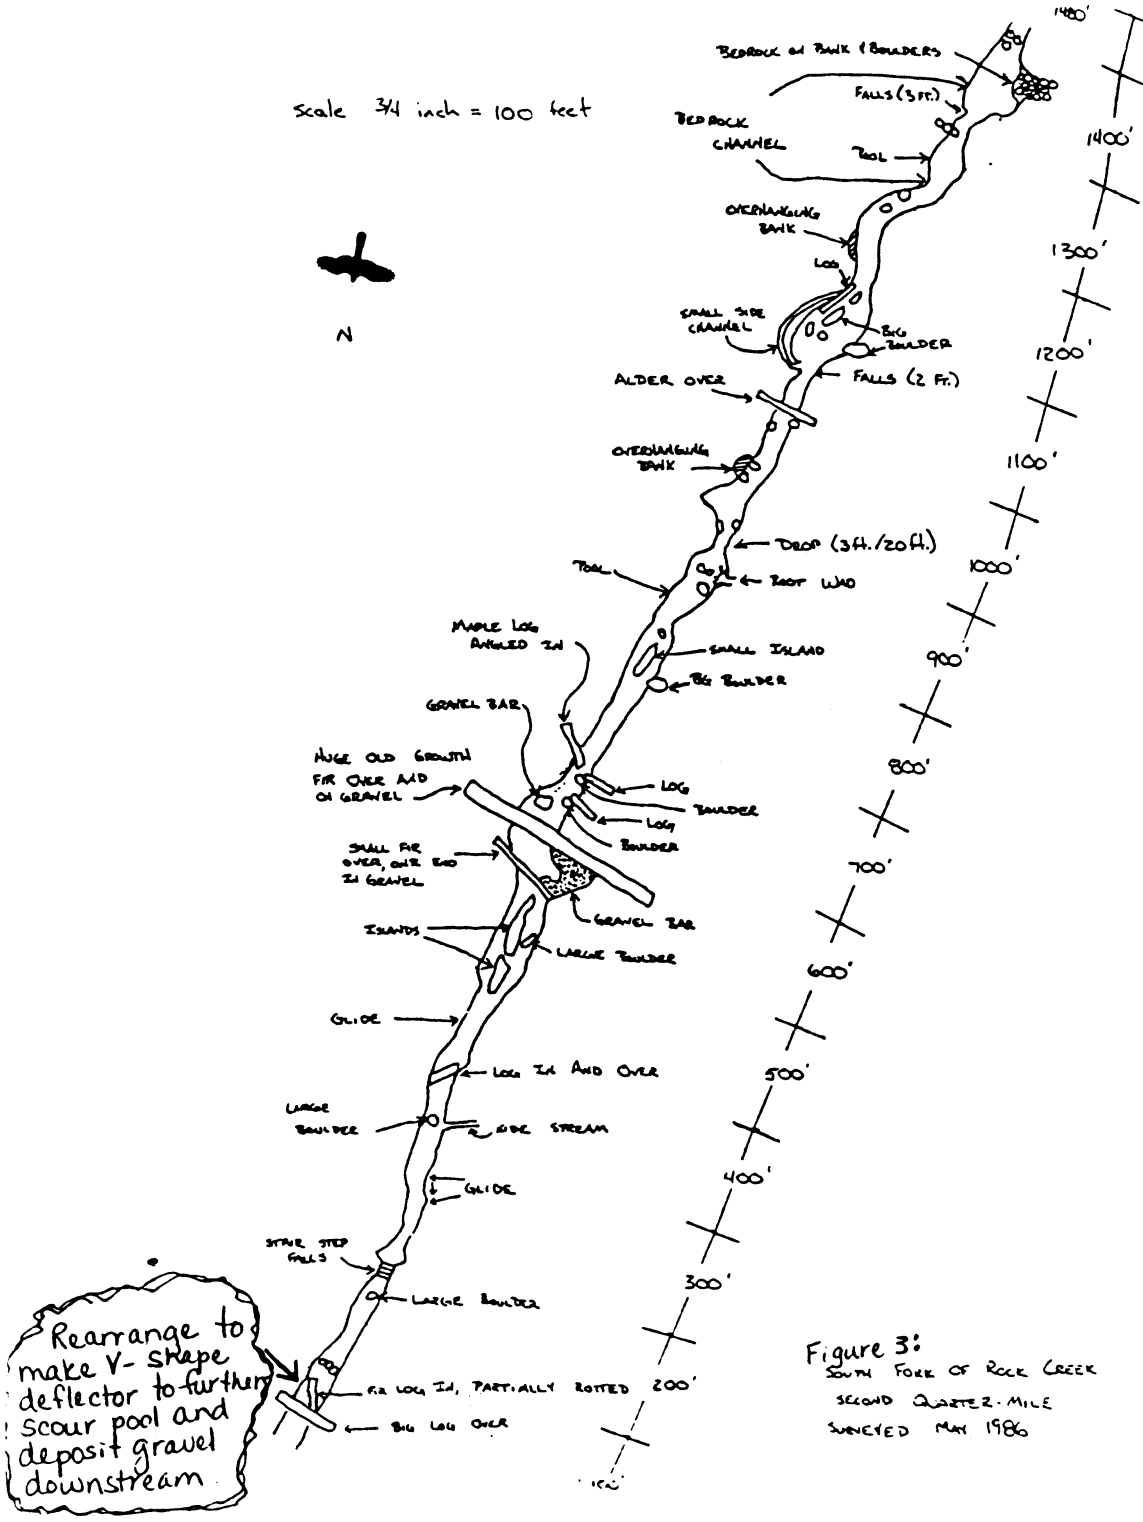 1480'
BEDROCK ON BANK & BOULDERS
scale 3/4 inch = 100 feet
FALLS (3 FT.)
BEDROCK
CHANNEL
1400'
POOL
OVERHANGING
BANK
1300'
LOG
SMALL SIDE
CHANNEL
BIG
BOULDER
N
1200'
ALDER OVER
FALLS (2 FT.)
OVERHANGING
BANK
1100'
DROP (3 ft./20 ft.)
POOL
ROOT WAD
1000'
MAPLE LOG
ANGLED IN
SMALL ISLAND
900'
BIG BOULDER
GRAVEL BAR
HUGE OLD GROWTH
FIR OVER AND
ON GRAVEL
800'
LOG
BOULDER
LOG
BOULDER
SMALL FIR
OVER, ONE END
IN GRAVEL
700'
GRAVEL BAR
ISLANDS
LARGE BOULDER
600'
GLIDE
LOG IN AND OVER
500'
LARGE
BOULDER
SIDE STREAM
400'
GLIDE
STAIR STEP
FALLS
300'
LARGE BOULDER
Rearrange to
make V-shape
deflector to further
scour pool and
deposit gravel
downstream
FIR LOG IN, PARTIALLY ROTTED
200'
BIG LOG OVER
Figure 3:
SOUTH FORK OF ROCK CREEK
SECOND QUARTER-MILE
SURVEYED MAY 1986